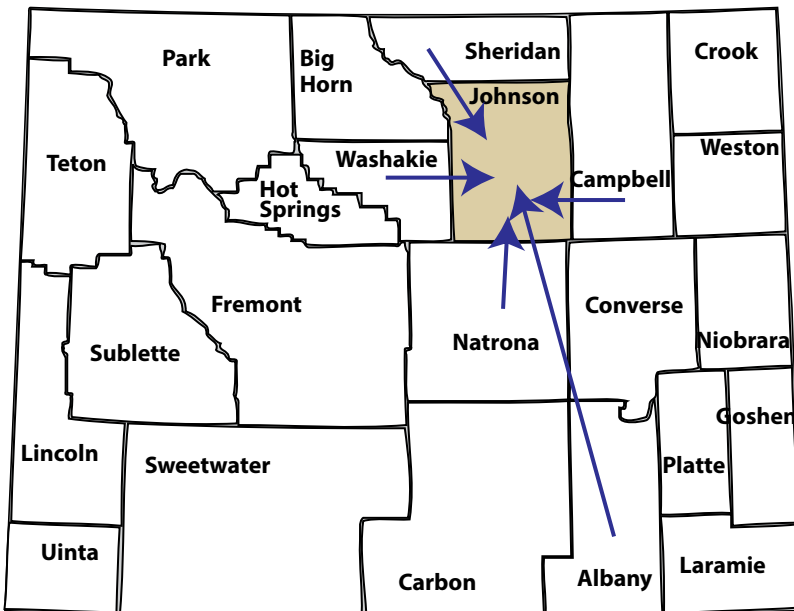 Park
Big
Horn
Sheridan
Crook
Johnson
Teton
Washakie
Weston
Hot
Springs
Campbell
Fremont
Converse
Sublette
Natrona
Niobrara
Goshen
Lincoln
Sweetwater
Platte
Uinta
Carbon
Albany
Laramie